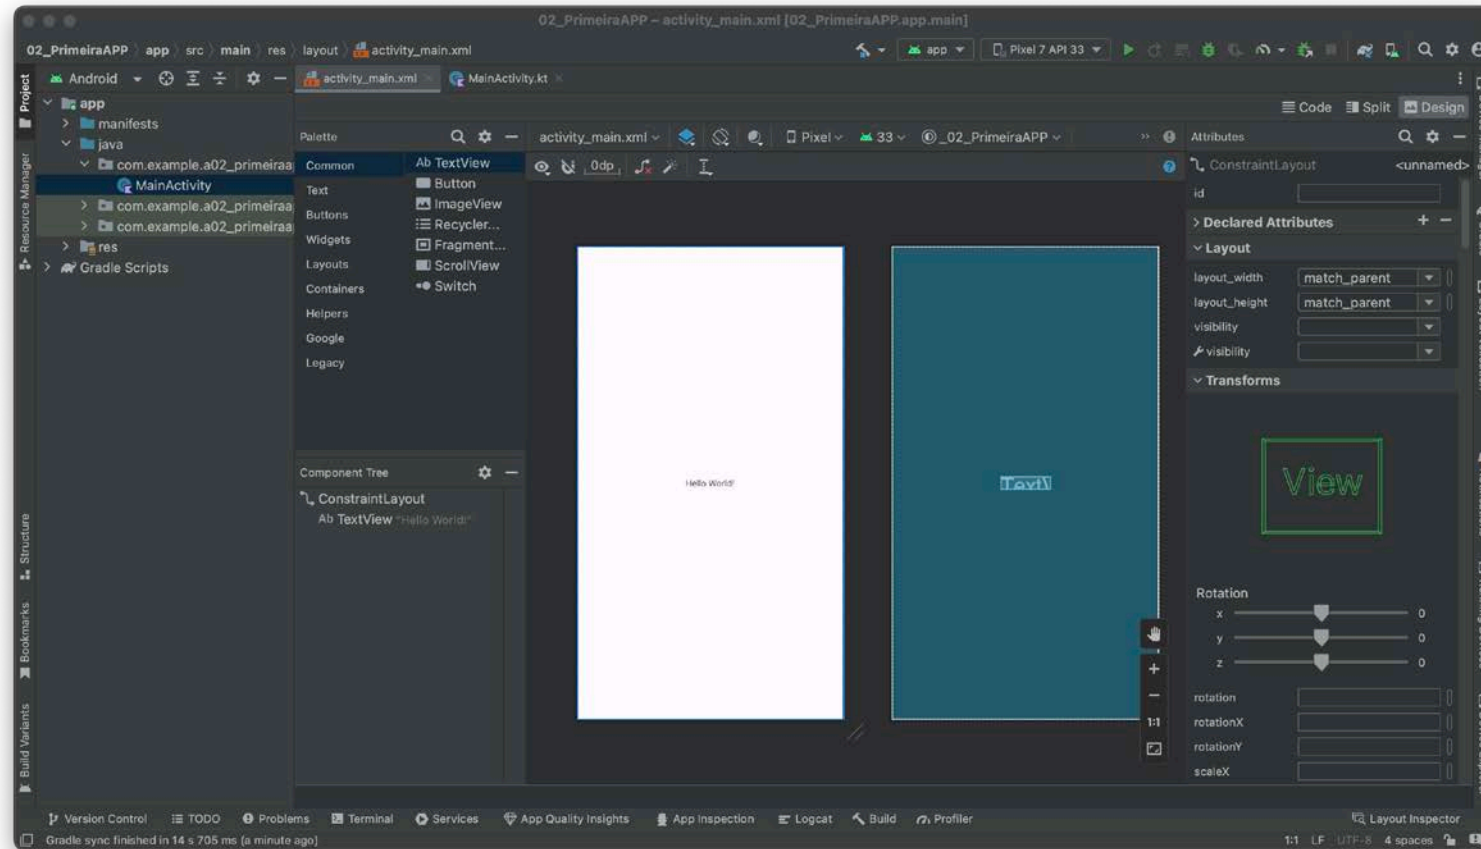 02_PrimeiraAPP – activity_main.xml [02_PrimeiraAPP.app.main]
02_PrimeiraAPP app src main res layout activity_main.xml
app Pixel 7 API 33
Android
activity_main.xml MainActivity.kt
Project
Resource Manager
Structure
Bookmarks
Build Variants
app
manifests
java
com.example.a02_primeiraa
MainActivity
com.example.a02_primeiraa
com.example.a02_primeiraa
res
Gradle Scripts
Code Split Design
Palette
Common
Text
Buttons
Widgets
Layouts
Containers
Helpers
Google
Legacy
Ab TextView
Button
ImageView
Recycler...
Fragment...
ScrollView
Switch
Component Tree
ConstraintLayout
Ab TextView "Hello World!"
activity_main.xml Pixel 33 _02_PrimeiraAPP
0dp
Hello World!
1:1
Attributes
ConstraintLayout <unnamed>
id
Declared Attributes
Layout
layout_width match_parent
layout_height match_parent
visibility
visibility
Transforms
View
Rotation
x 0
y 0
z 0
rotation
rotationX
rotationY
scaleX
Version Control TODO Problems Terminal Services App Quality Insights App Inspection Logcat Build Profiler Layout Inspector
Gradle sync finished in 14 s 705 ms (a minute ago) 1:1 LF UTF-8 4 spaces